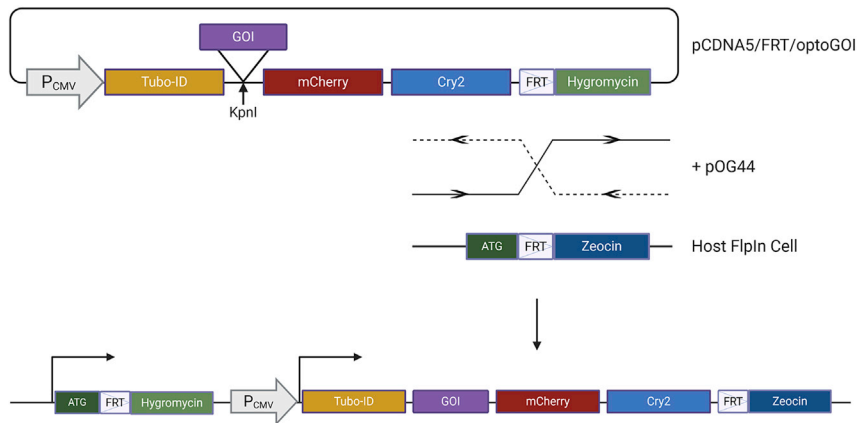 GOI
pCDNA5/FRT/optoGOI
PCMV
Tubo-ID
mCherry
Cry2
FRT
Hygromycin
KpnI
+ pOG44
ATG
FRT
Zeocin
Host FlpIn Cell
ATG
FRT
Hygromycin
PCMV
Tubo-ID
GOI
mCherry
Cry2
FRT
Zeocin